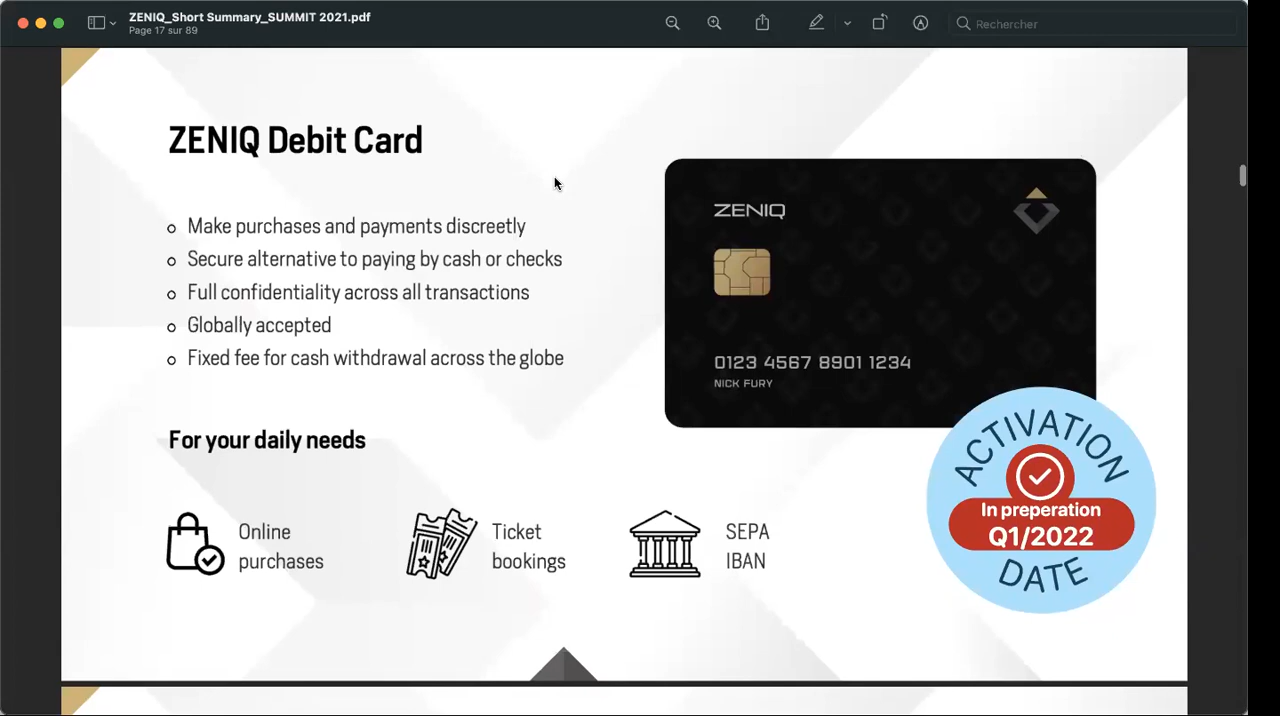 ZENIQ_Short Summary_SUMMIT 2021.pdf
Page 17 sur 89
Rechercher
ZENIQ Debit Card
Make purchases and payments discreetly
Secure alternative to paying by cash or checks
Full confidentiality across all transactions
Globally accepted
Fixed fee for cash withdrawal across the globe
ZENIQ
0123 4567 8901 1234
NICK FURY
For your daily needs
Online
purchases
Ticket
bookings
SEPA
IBAN
ACTIVATION
In preperation
Q1/2022
DATE